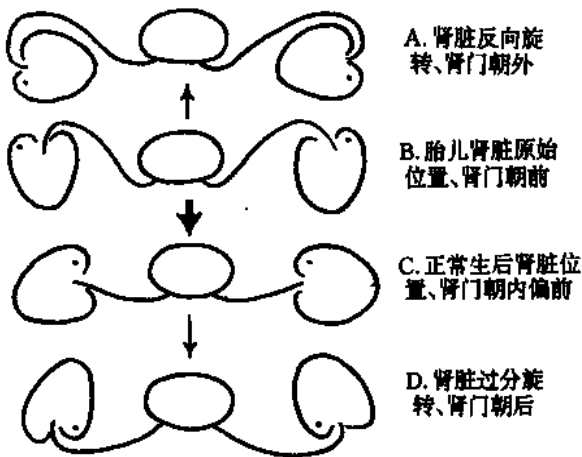 A. 肾脏反向旋
转、肾门朝外
B. 胎儿肾脏原始
位置、肾门朝前
C. 正常生后肾脏位
置、肾门朝内偏前
D. 肾脏过分旋
转、肾门朝后